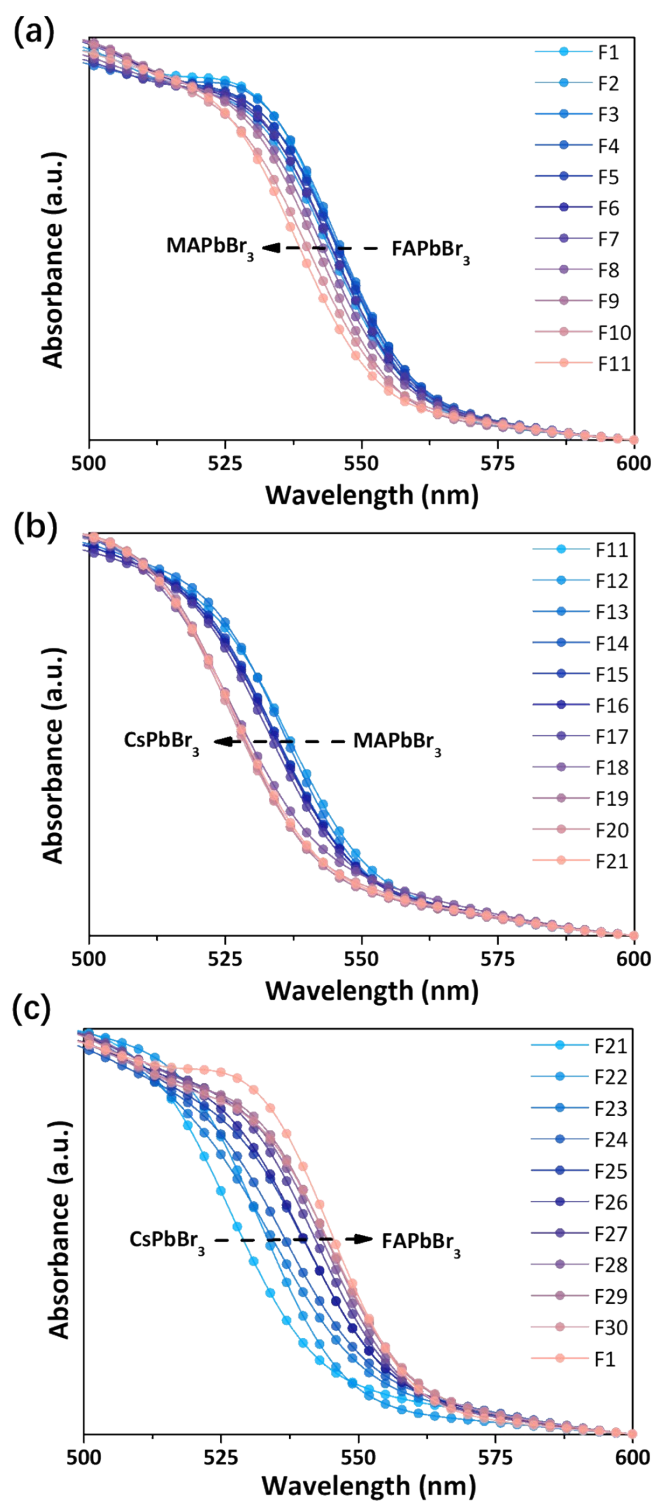 (a)
Absorbance (a.u.)
F1
F2
F3
F4
F5
F6
F7
F8
F9
F10
F11
MAPbBr3
FAPbBr3
500
525
550
575
600
Wavelength (nm)
(b)
Absorbance (a.u.)
F11
F12
F13
F14
F15
F16
F17
F18
F19
F20
F21
CsPbBr3
MAPbBr3
500
525
550
575
600
Wavelength (nm)
(c)
Absorbance (a.u.)
F21
F22
F23
F24
F25
F26
F27
F28
F29
F30
F1
CsPbBr3
FAPbBr3
500
525
550
575
600
Wavelength (nm)